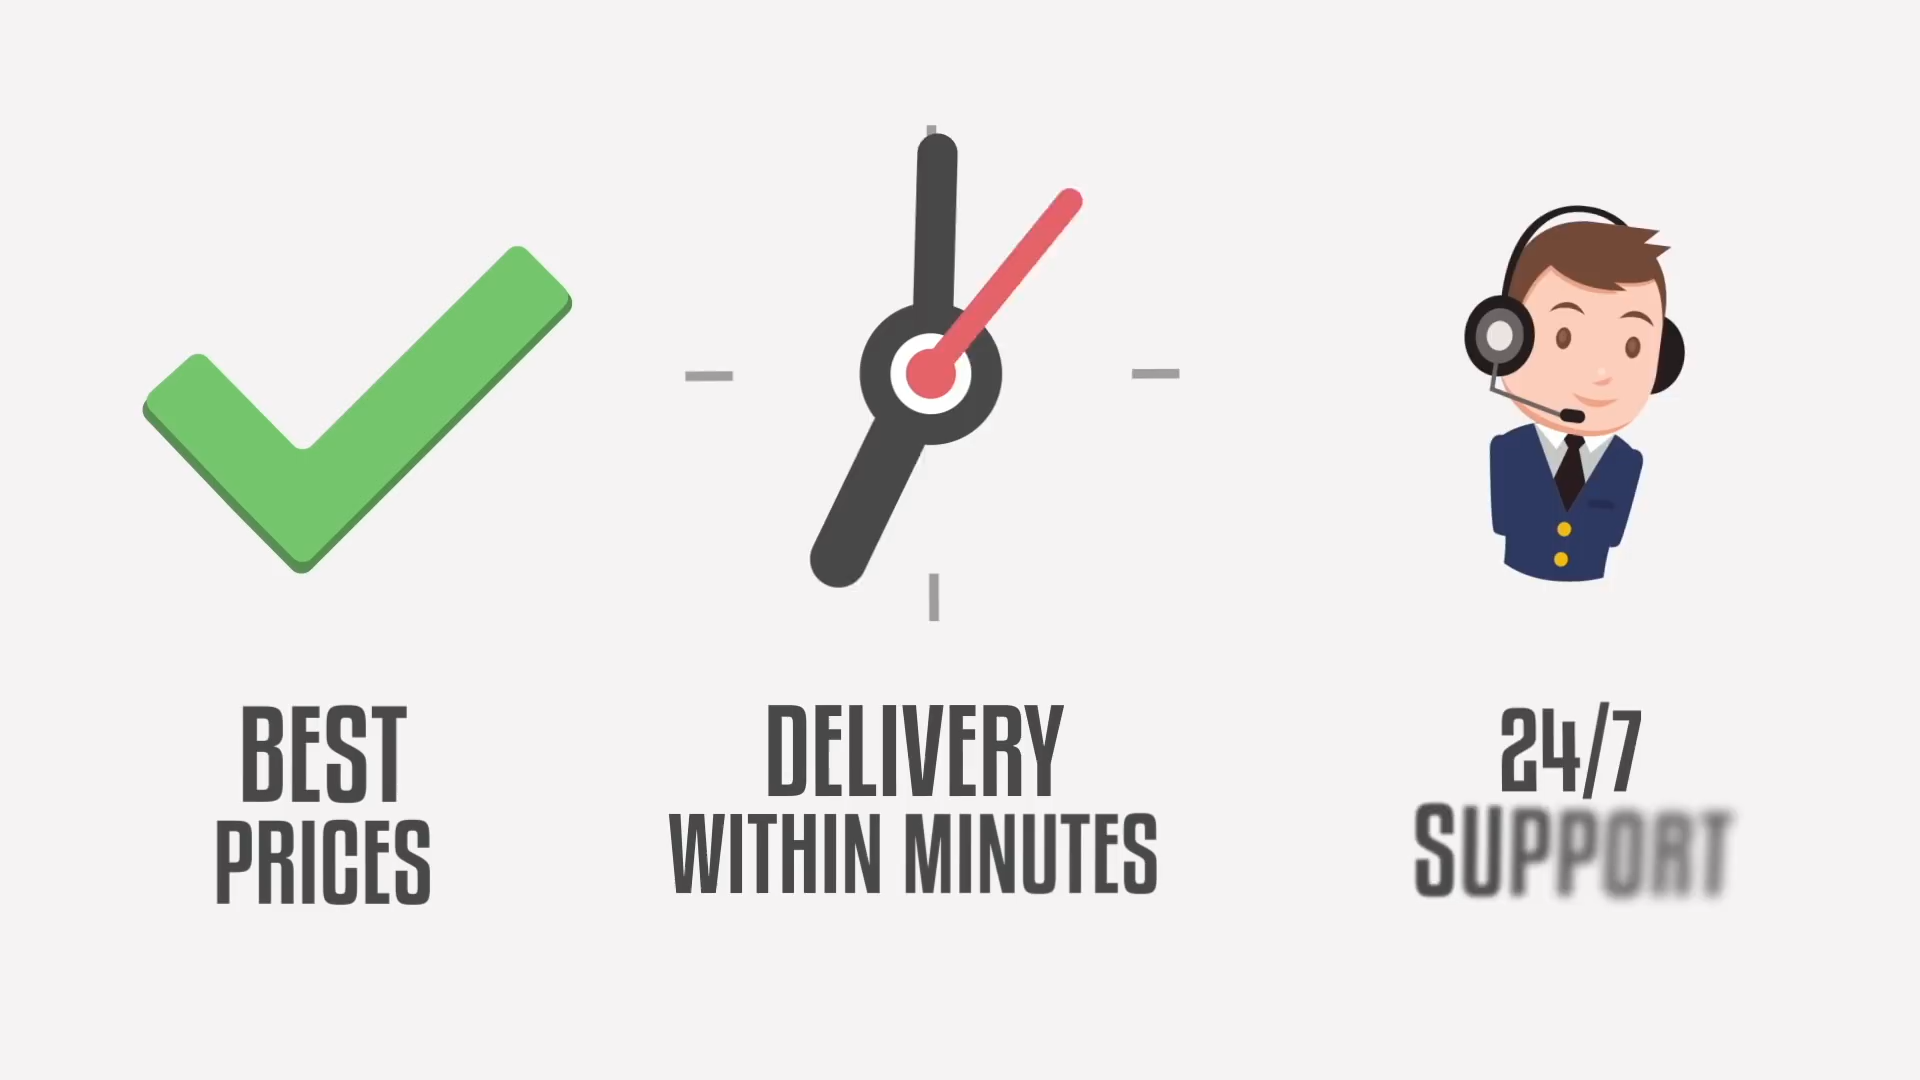 BEST
PRICES
DELIVERY
WITHIN MINUTES
24/7
SUPPORT